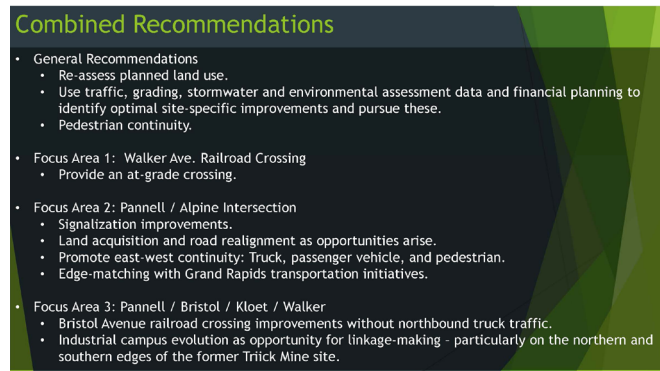 Combined Recommendations
• General Recommendations
• Re-assess planned land use.
• Use traffic, grading, stormwater and environmental assessment data and financial planning to
identify optimal site-specific improvements and pursue these.
• Pedestrian continuity.
• Focus Area 1: Walker Ave. Railroad Crossing
• Provide an at-grade crossing.
• Focus Area 2: Pannell / Alpine Intersection
• Signalization improvements.
• Land acquisition and road realignment as opportunities arise.
• Promote east-west continuity: Truck, passenger vehicle, and pedestrian.
• Edge-matching with Grand Rapids transportation initiatives.
• Focus Area 3: Pannell / Bristol / Kloet / Walker
• Bristol Avenue railroad crossing improvements without northbound truck traffic.
• Industrial campus evolution as opportunity for linkage-making – particularly on the northern and
southern edges of the former Triick Mine site.